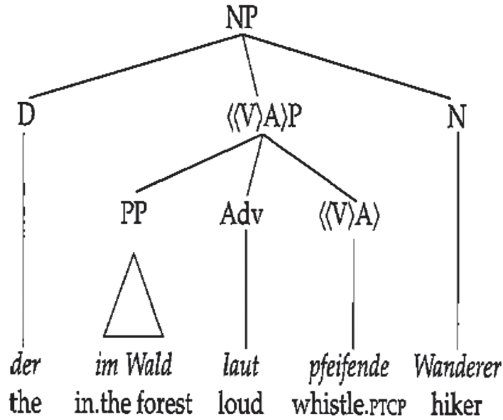 NP
D ⟨⟨V⟩A⟩P N
PP Adv ⟨⟨V⟩A⟩
der im Wald laut pfeifende Wanderer
the in.the forest loud whistle.PTCP hiker